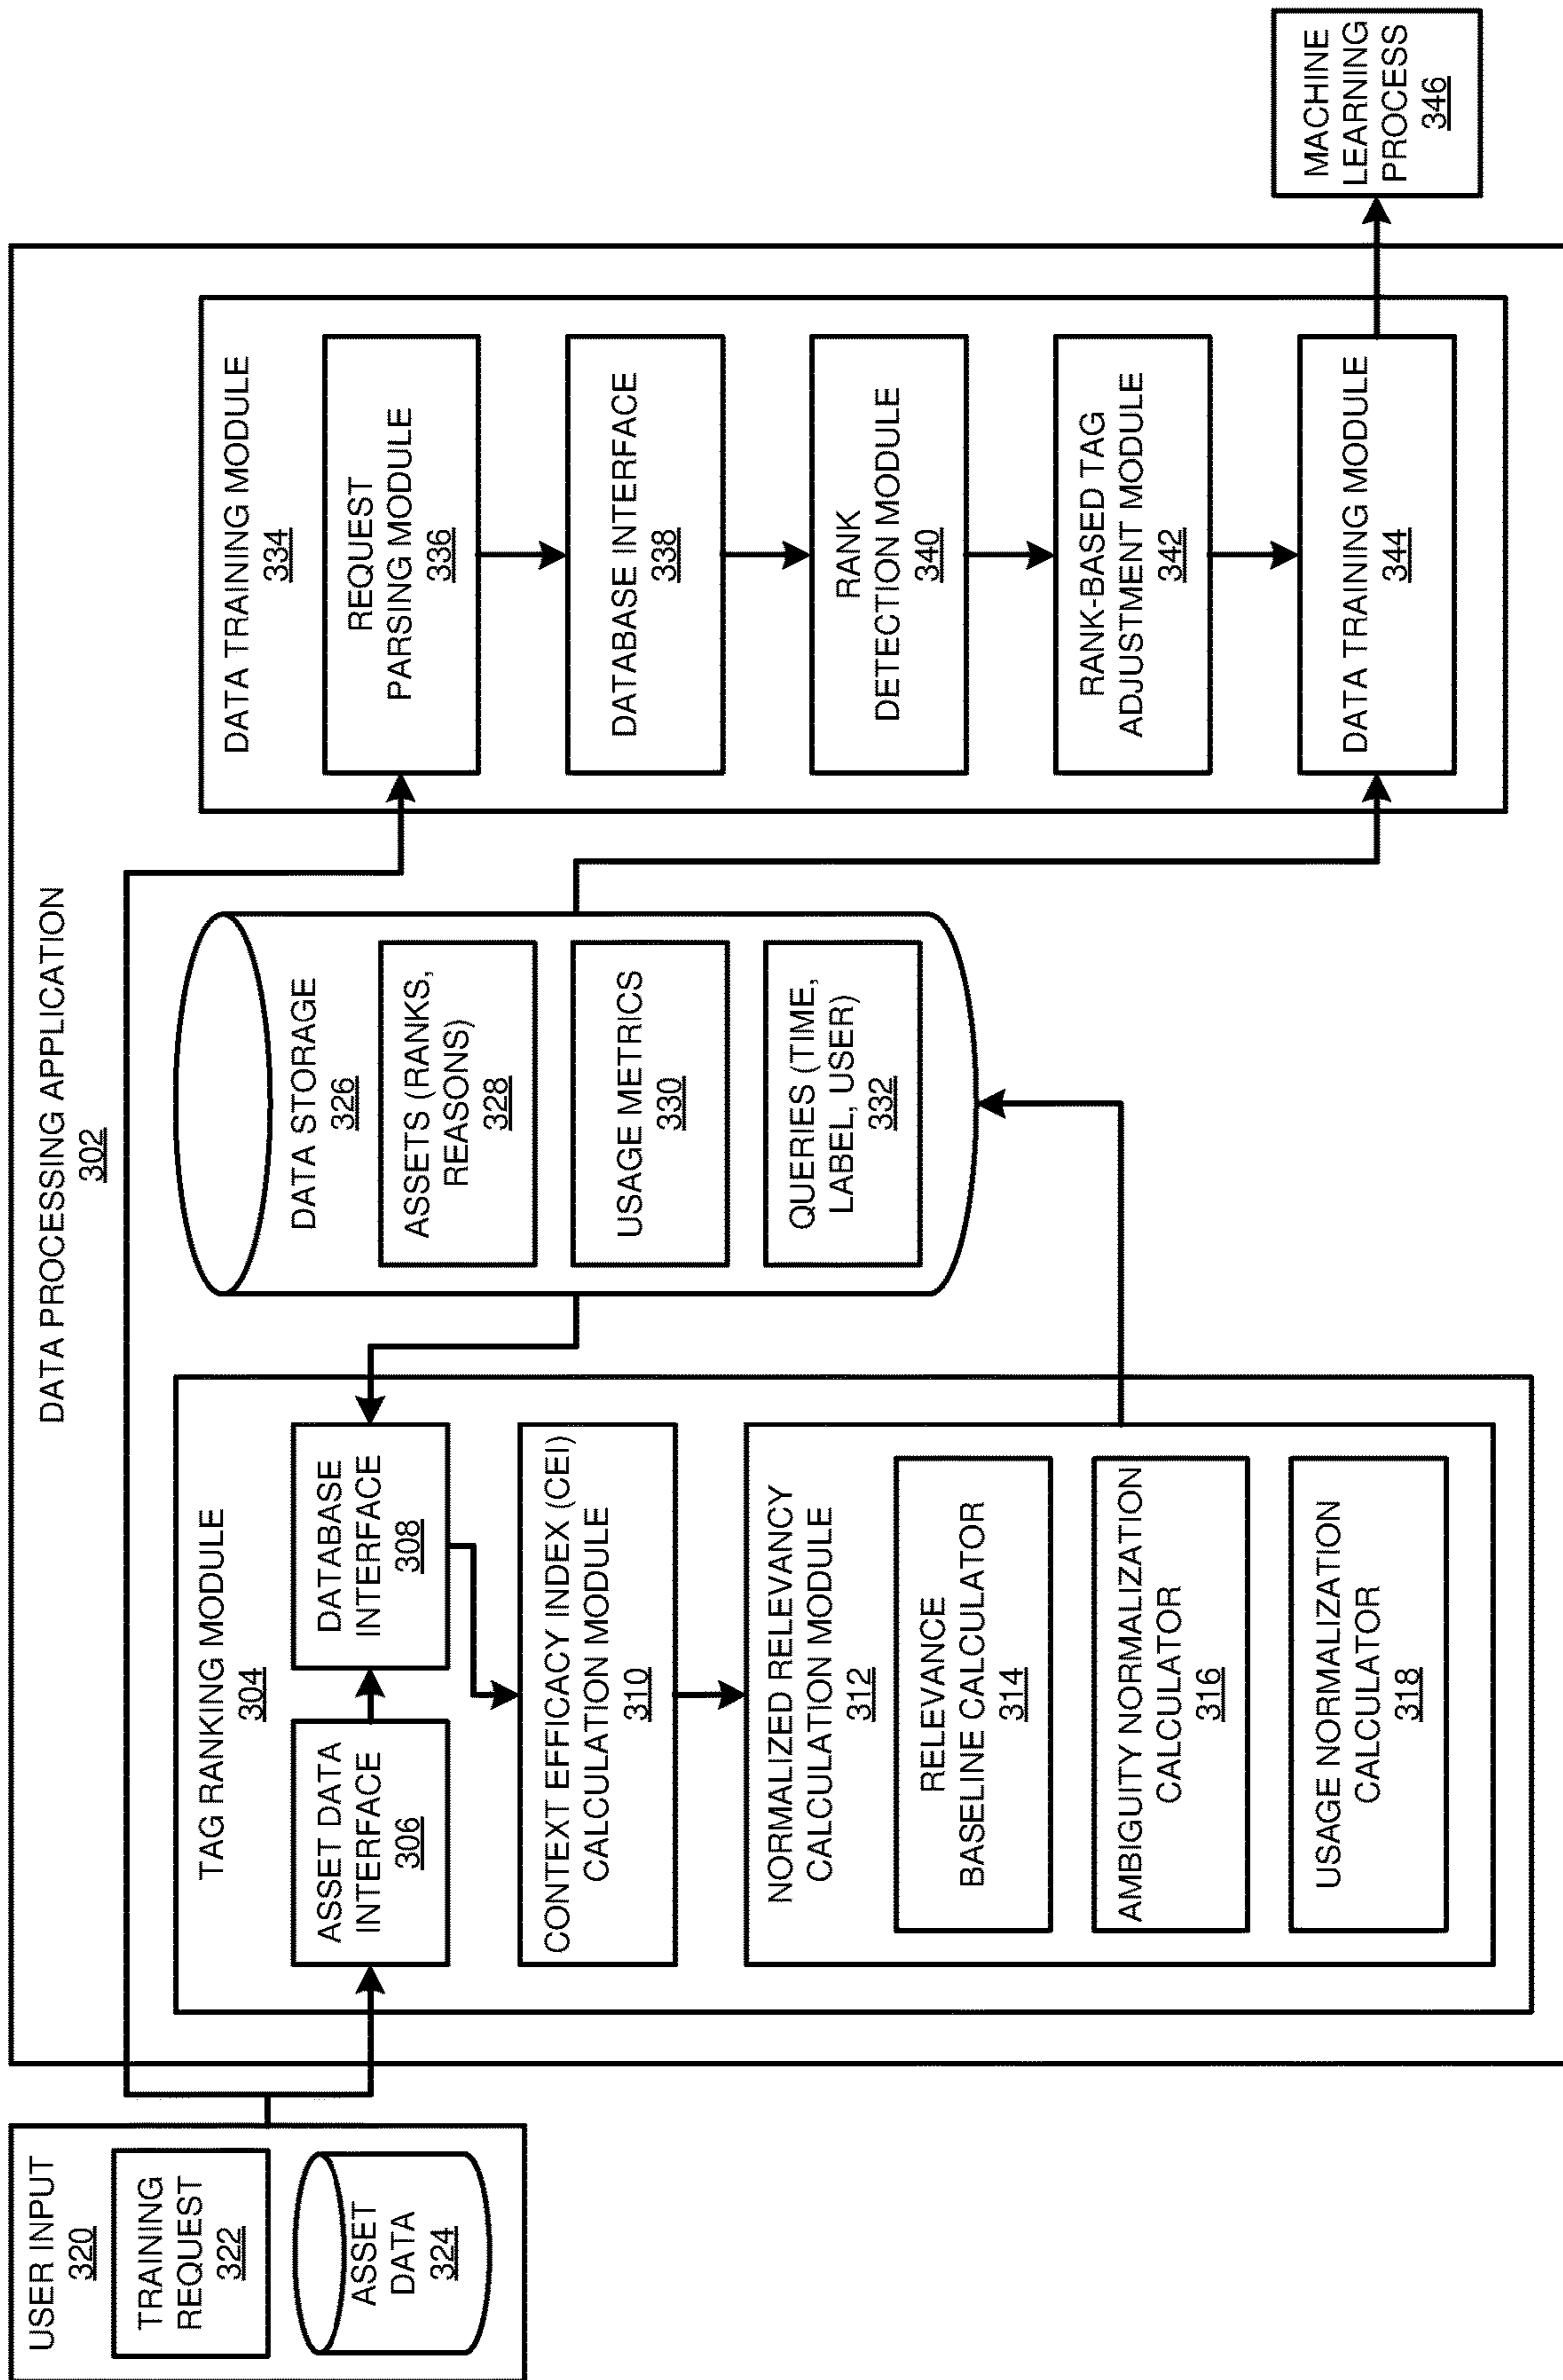 DATA PROCESSING APPLICATION
302
USER INPUT
320
TRAINING
REQUEST
322
ASSET
DATA
324
TAG RANKING MODULE
304
ASSET DATA
INTERFACE
306
DATABASE
INTERFACE
308
CONTEXT EFFICACY INDEX (CEI)
CALCULATION MODULE
310
NORMALIZED RELEVANCY
CALCULATION MODULE
312
RELEVANCE
BASELINE CALCULATOR
314
AMBIGUITY NORMALIZATION
CALCULATOR
316
USAGE NORMALIZATION
CALCULATOR
318
DATA STORAGE
326
ASSETS (RANKS,
REASONS)
328
USAGE METRICS
330
QUERIES (TIME,
LABEL, USER)
332
DATA TRAINING MODULE
334
REQUEST
PARSING MODULE
336
DATABASE INTERFACE
338
RANK
DETECTION MODULE
340
RANK-BASED TAG
ADJUSTMENT MODULE
342
DATA TRAINING MODULE
344
MACHINE
LEARNING
PROCESS
346